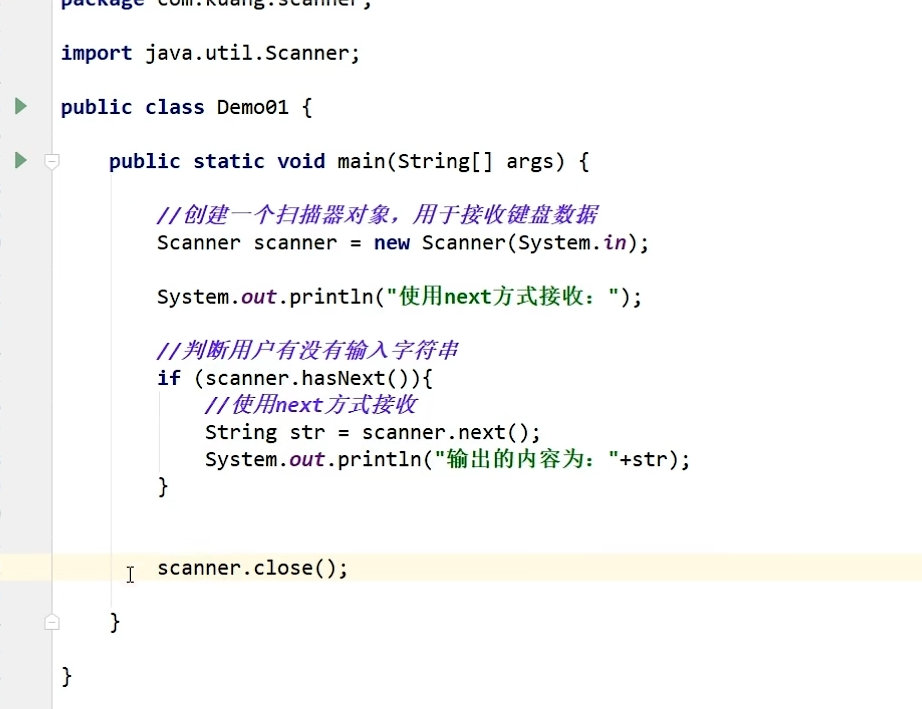 package com.kuang.scanner;
import java.util.Scanner;
public class Demo01 {
public static void main(String[] args) {
//创建一个扫描器对象，用于接收键盘数据
Scanner scanner = new Scanner(System.in);
System.out.println("使用next方式接收：");
//判断用户有没有输入字符串
if (scanner.hasNext()){
//使用next方式接收
String str = scanner.next();
System.out.println("输出的内容为："+str);
}
scanner.close();
}
}